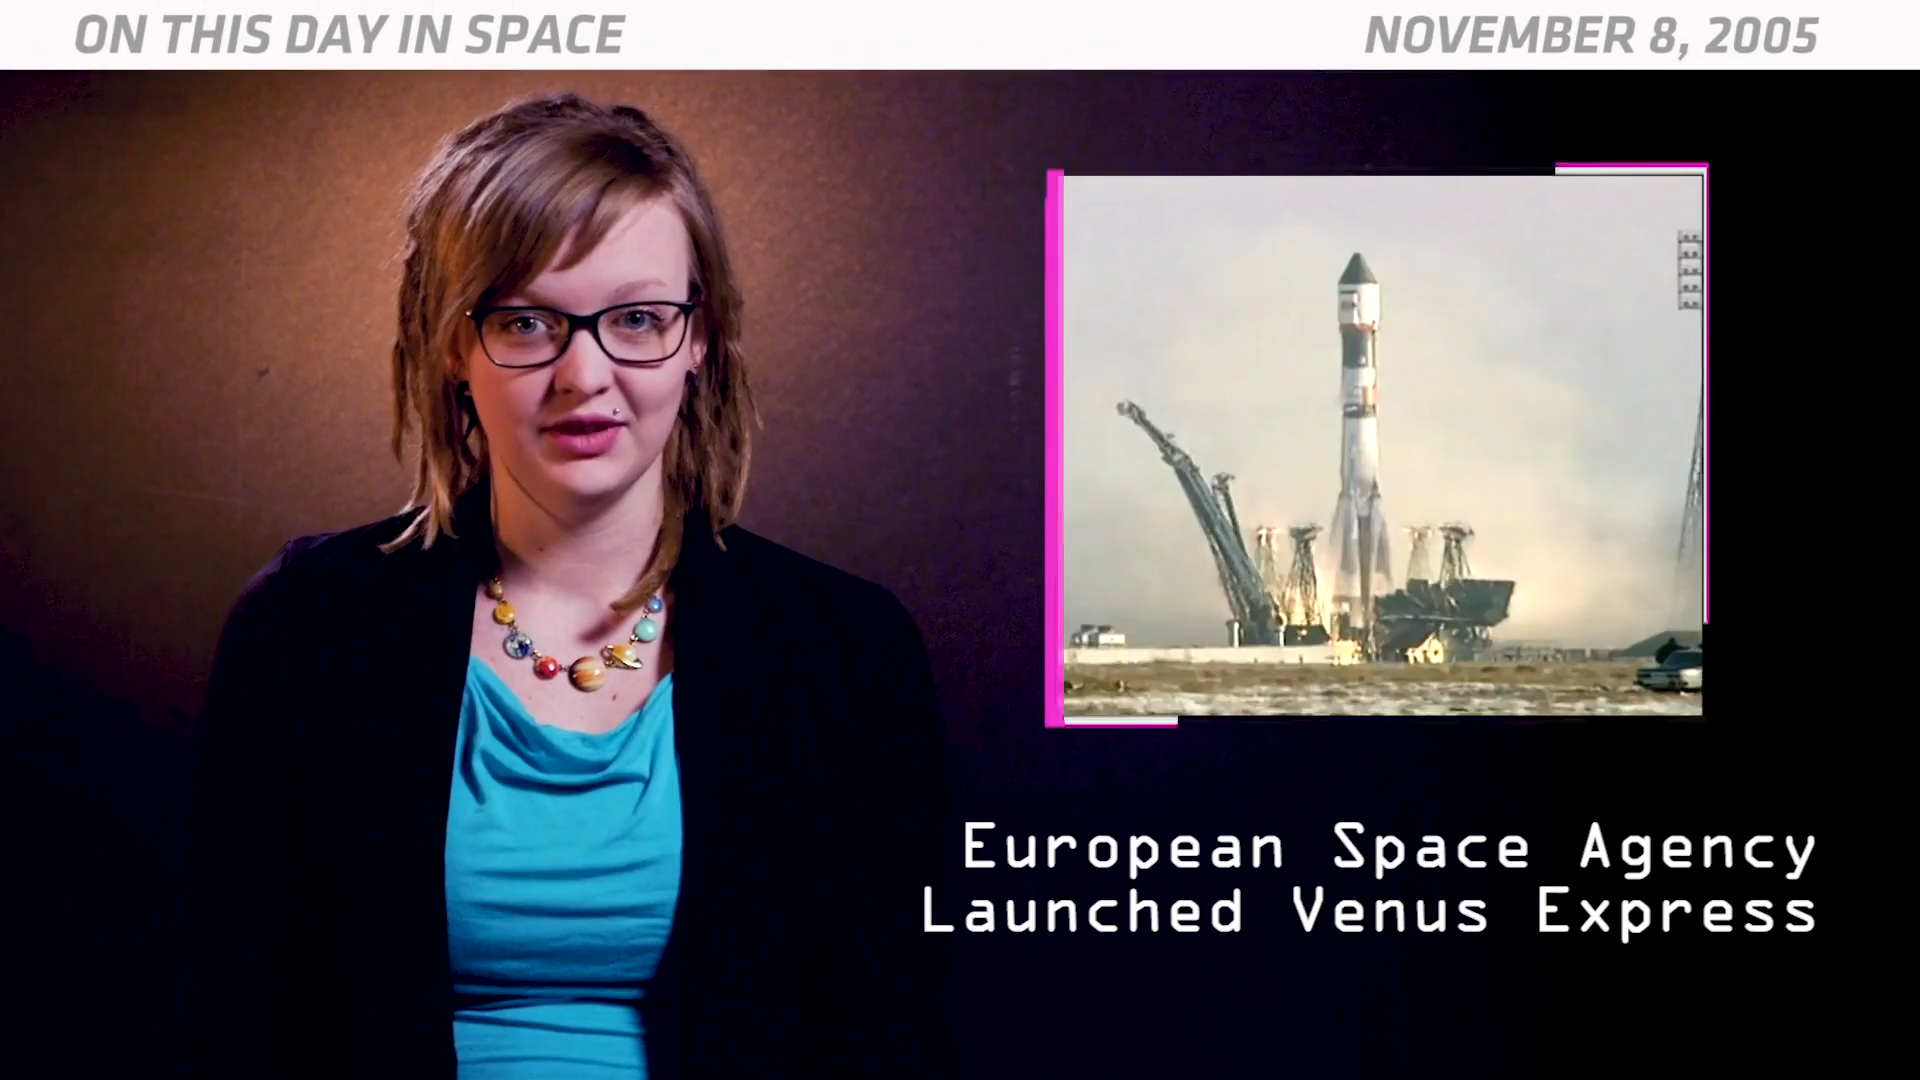 ON THIS DAY IN SPACE
NOVEMBER 8, 2005
European Space Agency
Launched Venus Express